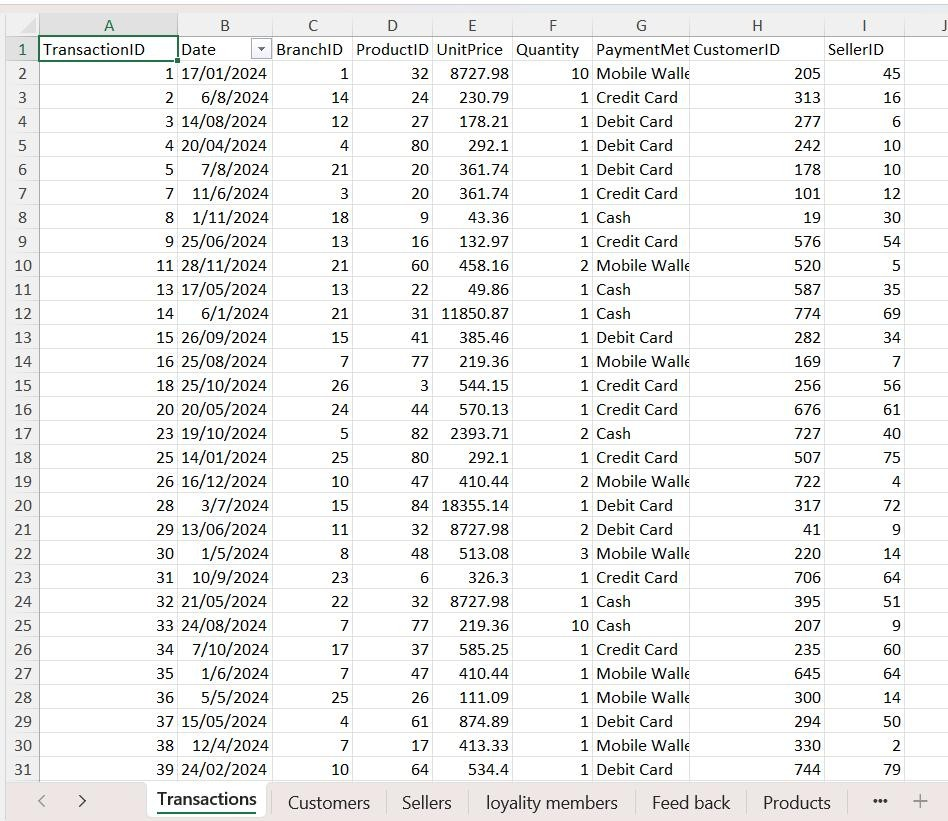 A B C D E F G H I J
1 TransactionID Date BranchID ProductID UnitPrice Quantity PaymentMet CustomerID SellerID
2 1 17/01/2024 1 32 8727.98 10 Mobile Walle 205 45
3 2 6/8/2024 14 24 230.79 1 Credit Card 313 16
4 3 14/08/2024 12 27 178.21 1 Debit Card 277 6
5 4 20/04/2024 4 80 292.1 1 Debit Card 242 10
6 5 7/8/2024 21 20 361.74 1 Debit Card 178 10
7 7 11/6/2024 3 20 361.74 1 Credit Card 101 12
8 8 1/11/2024 18 9 43.36 1 Cash 19 30
9 9 25/06/2024 13 16 132.97 1 Credit Card 576 54
10 11 28/11/2024 21 60 458.16 2 Mobile Walle 520 5
11 13 17/05/2024 13 22 49.86 1 Cash 587 35
12 14 6/1/2024 21 31 11850.87 1 Cash 774 69
13 15 26/09/2024 15 41 385.46 1 Debit Card 282 34
14 16 25/08/2024 7 77 219.36 1 Mobile Walle 169 7
15 18 25/10/2024 26 3 544.15 1 Credit Card 256 56
16 20 20/05/2024 24 44 570.13 1 Credit Card 676 61
17 23 19/10/2024 5 82 2393.71 2 Cash 727 40
18 25 14/01/2024 25 80 292.1 1 Credit Card 507 75
19 26 16/12/2024 10 47 410.44 2 Mobile Walle 722 4
20 28 3/7/2024 15 84 18355.14 1 Debit Card 317 72
21 29 13/06/2024 11 32 8727.98 2 Debit Card 41 9
22 30 1/5/2024 8 48 513.08 3 Mobile Walle 220 14
23 31 10/9/2024 23 6 326.3 1 Credit Card 706 64
24 32 21/05/2024 22 32 8727.98 1 Cash 395 51
25 33 24/08/2024 7 77 219.36 10 Cash 207 9
26 34 7/10/2024 17 37 585.25 1 Credit Card 235 60
27 35 1/6/2024 7 47 410.44 1 Mobile Walle 645 64
28 36 5/5/2024 25 26 111.09 1 Mobile Walle 300 14
29 37 15/05/2024 4 61 874.89 1 Debit Card 294 50
30 38 12/4/2024 7 17 413.33 1 Mobile Walle 330 2
31 39 24/02/2024 10 64 534.4 1 Debit Card 744 79
Transactions Customers Sellers loyality members Feed back Products